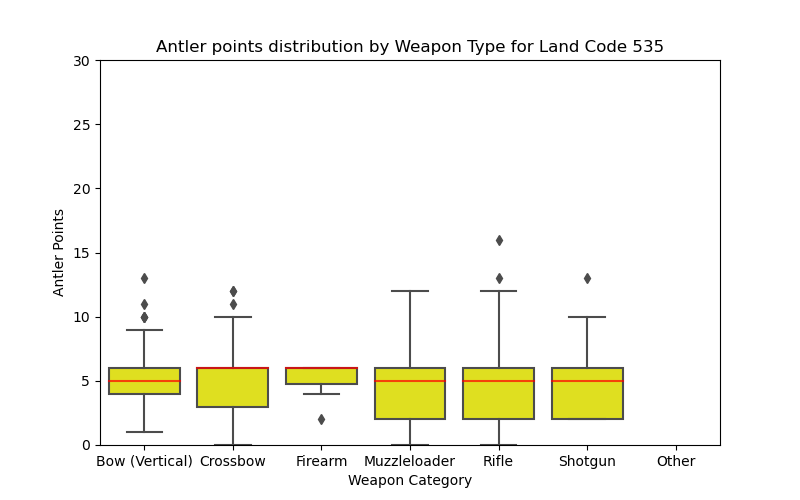 Antler points distribution by Weapon Type for Land Code 535
30
25
20
15
10
5
0
Antler Points
Bow (Vertical) Crossbow Firearm Muzzleloader Rifle Shotgun Other
Weapon Category